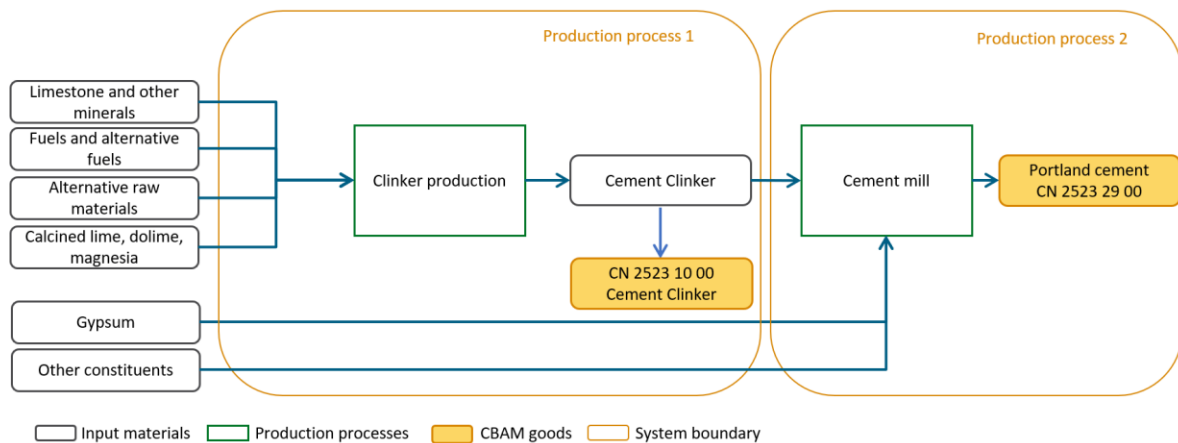 Production process 1
Production process 2
Limestone and other
minerals
Fuels and alternative
fuels
Alternative raw
materials
Calcined lime, dolime,
magnesia
Clinker production
Cement Clinker
Cement mill
Portland cement
CN 2523 29 00
CN 2523 10 00
Cement Clinker
Gypsum
Other constituents
Input materials
Production processes
CBAM goods
System boundary